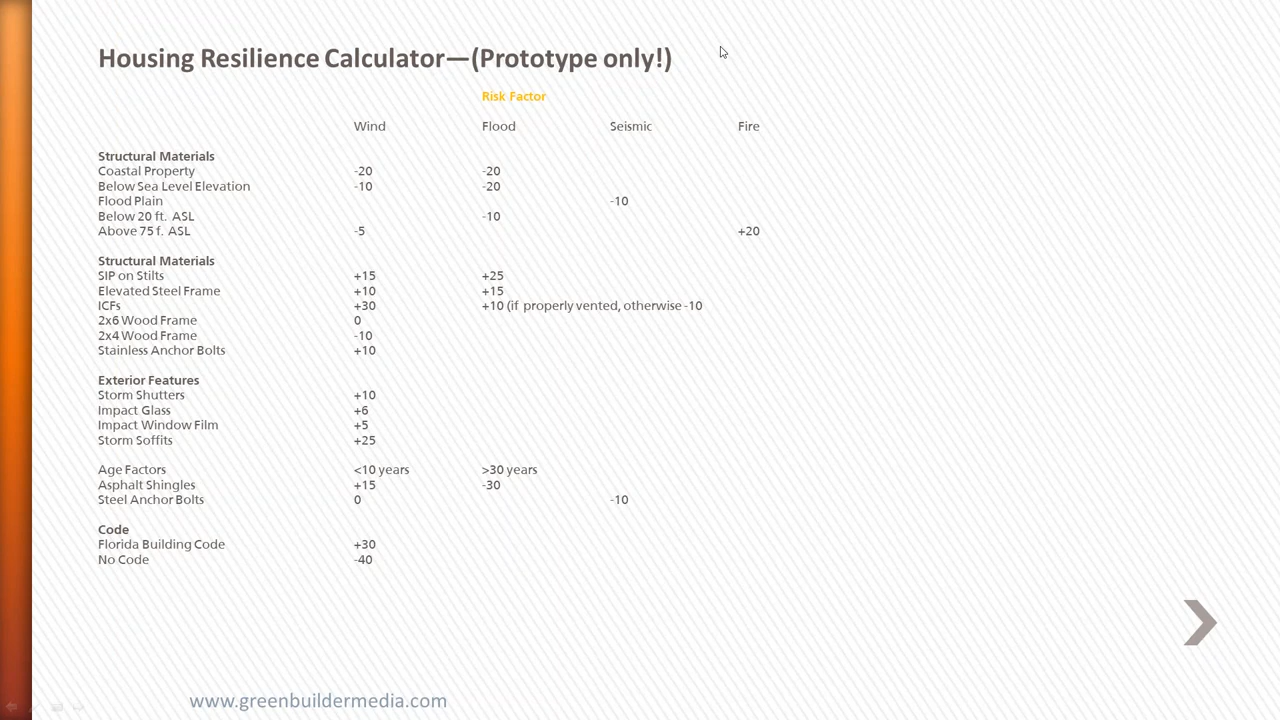 Housing Resilience Calculator—(Prototype only!)
Risk Factor
Wind Flood Seismic Fire
Structural Materials
Coastal Property -20 -20
Below Sea Level Elevation -10 -20
Flood Plain -10
Below 20 ft. ASL -10
Above 75 f. ASL -5 +20
Structural Materials
SIP on Stilts +15 +25
Elevated Steel Frame +10 +15
ICFs +30 +10 (if properly vented, otherwise -10
2x6 Wood Frame 0
2x4 Wood Frame -10
Stainless Anchor Bolts +10
Exterior Features
Storm Shutters +10
Impact Glass +6
Impact Window Film +5
Storm Soffits +25
Age Factors <10 years >30 years
Asphalt Shingles +15 -30
Steel Anchor Bolts 0 -10
Code
Florida Building Code +30
No Code -40
www.greenbuildermedia.com